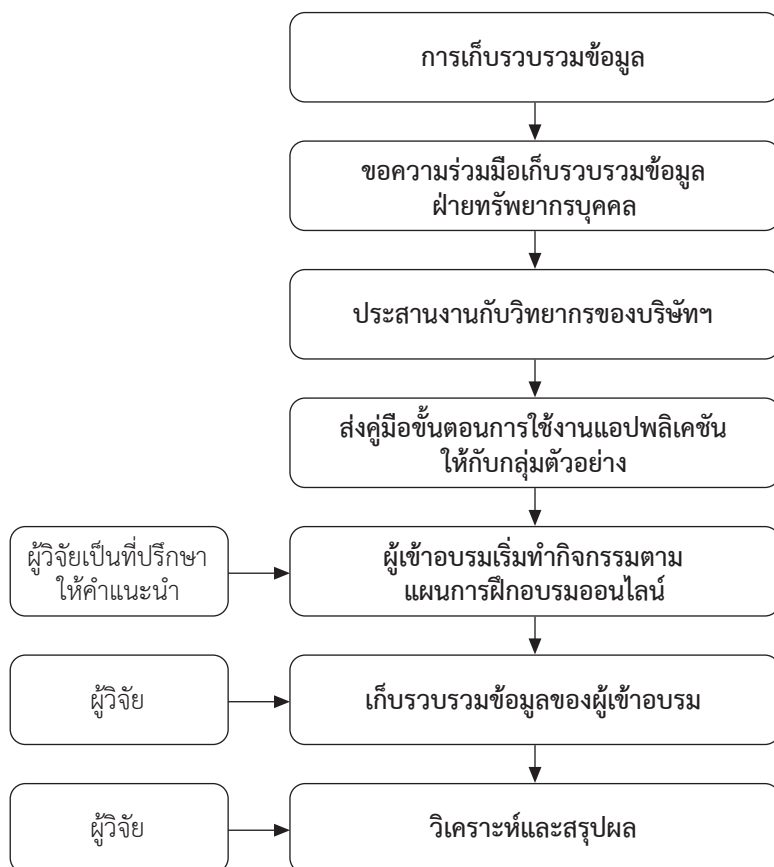 การเก็บรวบรวมข้อมูล
ขอความร่วมมือเก็บรวบรวมข้อมูล
ฝ่ายทรัพยากรบุคคล
ประสานงานกับวิทยากรของบริษัทฯ
ส่งคู่มือขั้นตอนการใช้งานแอปพลิเคชัน
ให้กับกลุ่มตัวอย่าง
ผู้วิจัยเป็นที่ปรึกษา
ให้คำแนะนำ
ผู้เข้าอบรมเริ่มทำกิจกรรมตาม
แผนการฝึกอบรมออนไลน์
ผู้วิจัย
เก็บรวบรวมข้อมูลของผู้เข้าอบรม
ผู้วิจัย
วิเคราะห์และสรุปผล